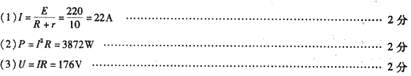 (1)I=E/(R+r)=220/10=22A ………………………………………………………… 2分
(2)P=I²R=3872W ………………………………………………………… 2分
(3)U=IR=176V ………………………………………………………… 2分